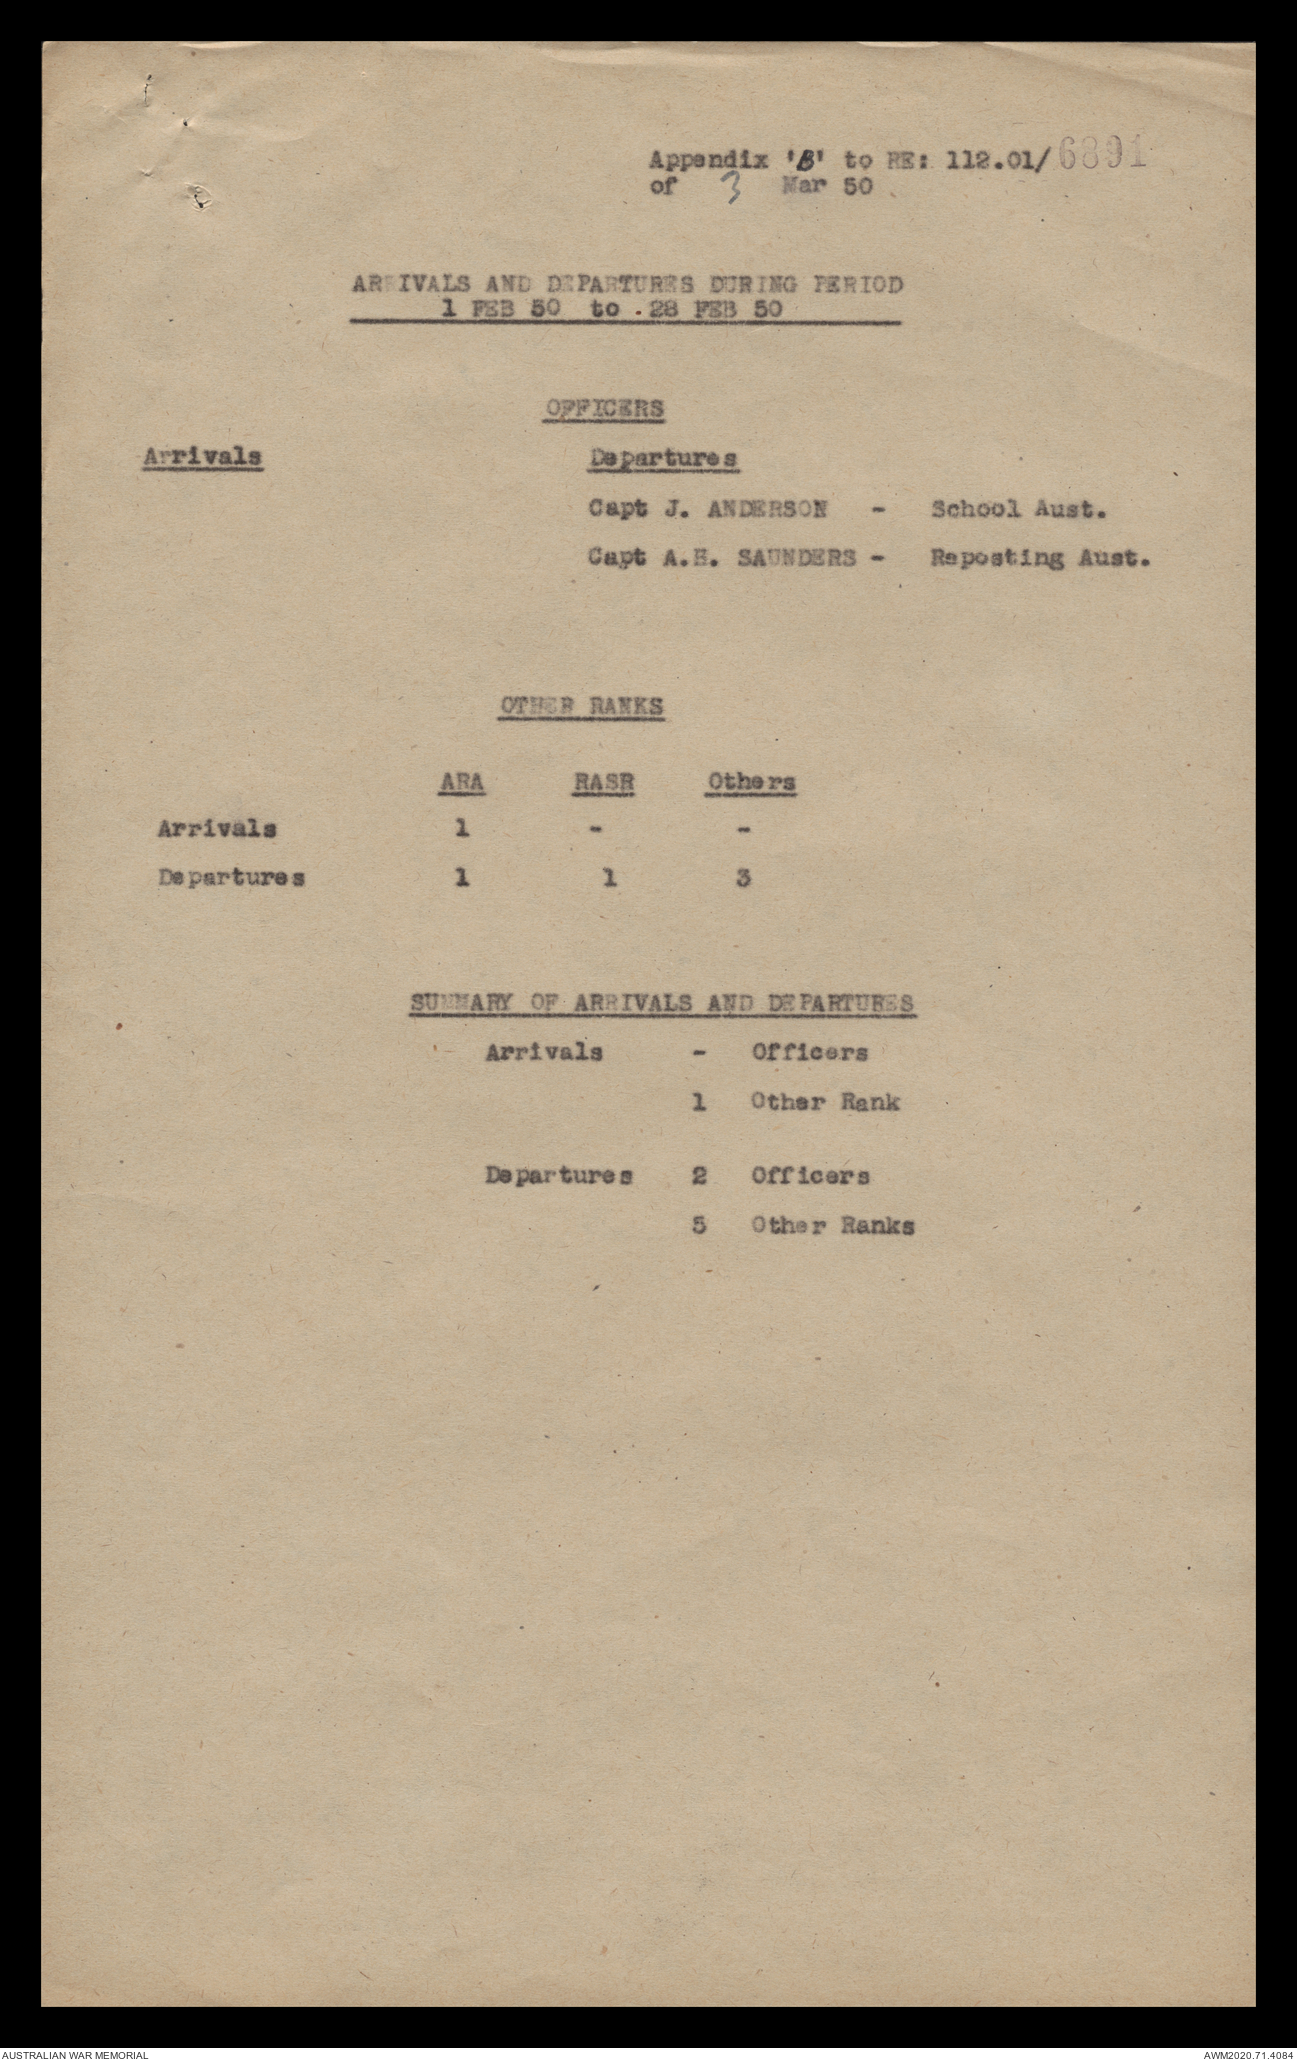 Appendix 'B' to RE: 112.01/6891
of 3 Mar 50
ARRIVALS AND DEPARTURES DURING PERIOD
1 FEB 50 to 28 FEB 50
OFFICERS
Arrivals Departures
Capt J. ANDERSON - School Aust.
Capt A.H. SAUNDERS - Reposting Aust.
OTHER RANKS
ARA RASR Others
Arrivals 1 - -
Departures 1 1 3
SUMMARY OF ARRIVALS AND DEPARTURES
Arrivals - Officers
1 Other Rank
Departures 2 Officers
5 Other Ranks
AUSTRALIAN WAR MEMORIAL AWM2020.71.4084